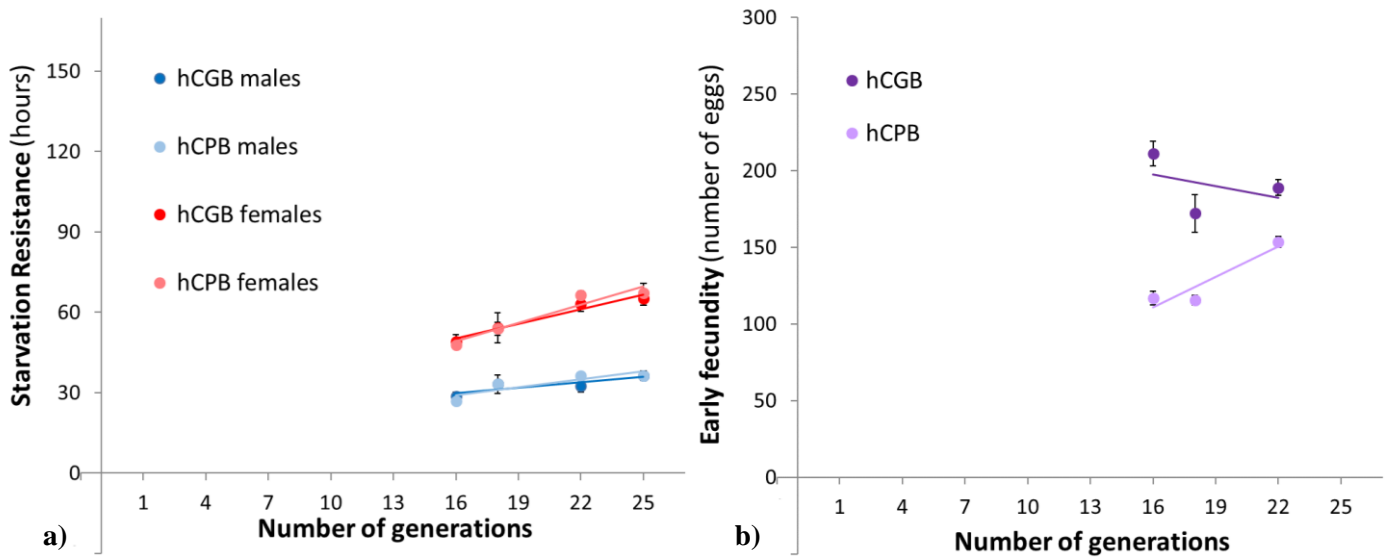 Starvation Resistance (hours)
150
120
90
60
30
0
hCGB males
hCPB males
hCGB females
hCPB females
1 4 7 10 13 16 19 22 25
Number of generations
a)
Early fecundity (number of eggs)
300
250
200
150
100
50
0
hCGB
hCPB
1 4 7 10 13 16 19 22 25
Number of generations
b)